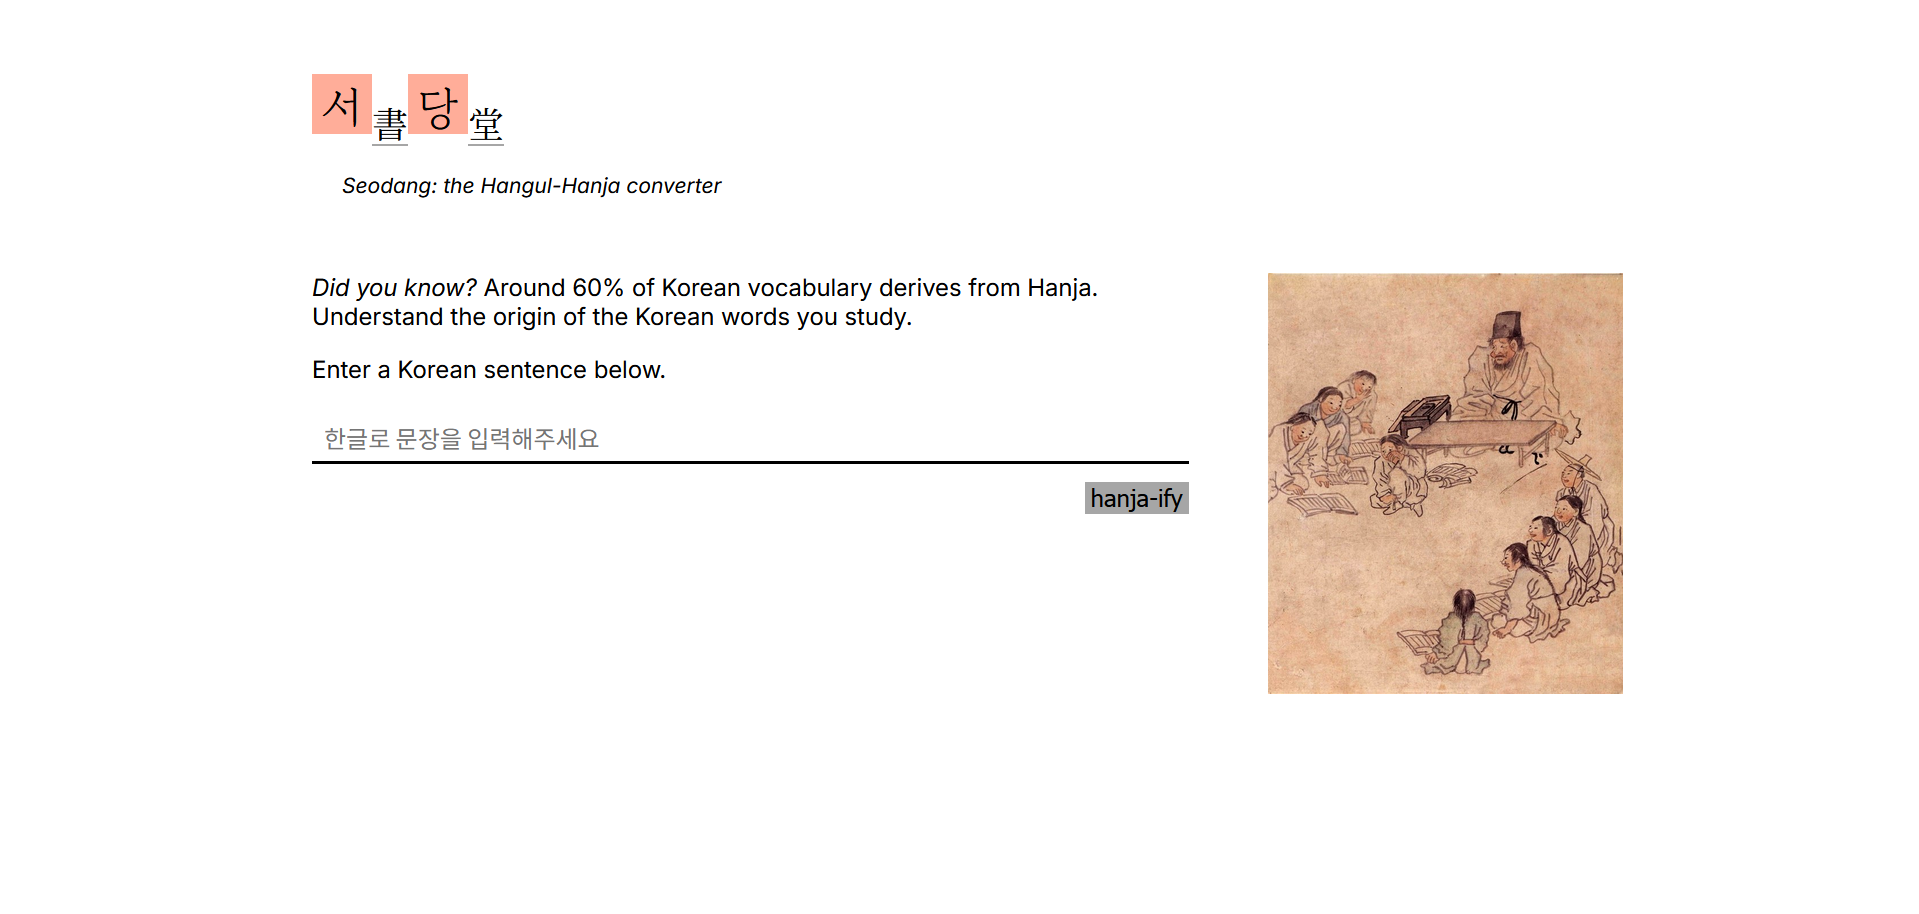 서書당堂
Seodang: the Hangul-Hanja converter
Did you know? Around 60% of Korean vocabulary derives from Hanja.
Understand the origin of the Korean words you study.
Enter a Korean sentence below.
한글로 문장을 입력해주세요
hanja-ify